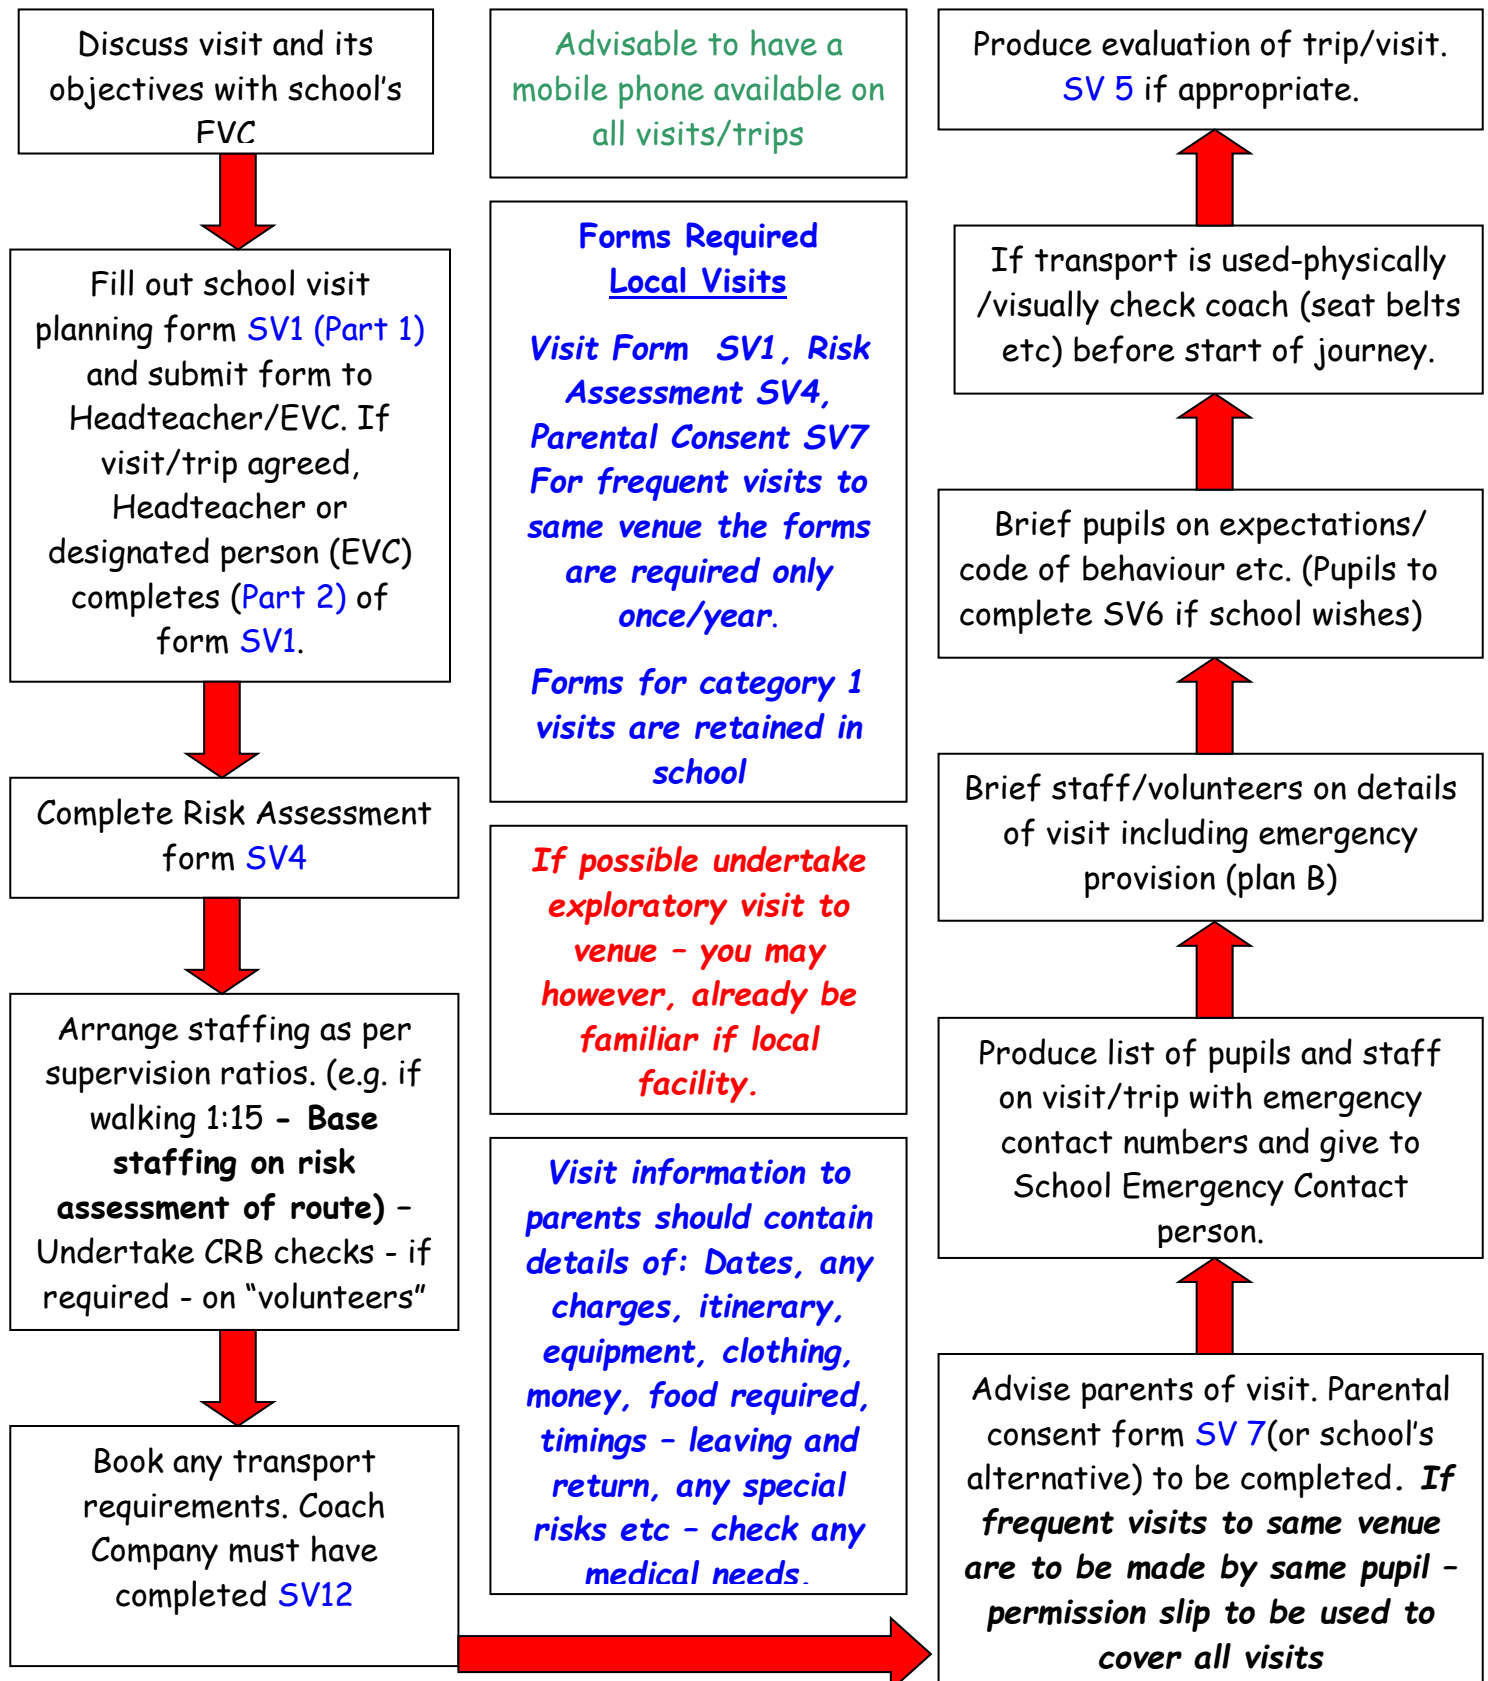 Discuss visit and its
objectives with school's
EVC
Fill out school visit
planning form SV1 (Part 1)
and submit form to
Headteacher/EVC. If
visit/trip agreed,
Headteacher or
designated person (EVC)
completes (Part 2) of
form SV1.
Complete Risk Assessment
form SV4
Arrange staffing as per
supervision ratios. (e.g. if
walking 1:15 - Base
staffing on risk
assessment of route) –
Undertake CRB checks - if
required - on “volunteers”
Book any transport
requirements. Coach
Company must have
completed SV12
Advisable to have a
mobile phone available on
all visits/trips
Forms Required
Local Visits
Visit Form  SV1, Risk
Assessment SV4,
Parental Consent SV7
For frequent visits to
same venue the forms
are required only
once/year.
Forms for category 1
visits are retained in
school
If possible undertake
exploratory visit to
venue – you may
however, already be
familiar if local
facility.
Visit information to
parents should contain
details of: Dates, any
charges, itinerary,
equipment, clothing,
money, food required,
timings – leaving and
return, any special
risks etc – check any
medical needs.
Produce evaluation of trip/visit.
SV 5 if appropriate.
If transport is used-physically
/visually check coach (seat belts
etc) before start of journey.
Brief pupils on expectations/
code of behaviour etc. (Pupils to
complete SV6 if school wishes)
Brief staff/volunteers on details
of visit including emergency
provision (plan B)
Produce list of pupils and staff
on visit/trip with emergency
contact numbers and give to
School Emergency Contact
person.
Advise parents of visit. Parental
consent form SV 7(or school's
alternative) to be completed. If
frequent visits to same venue
are to be made by same pupil –
permission slip to be used to
cover all visits